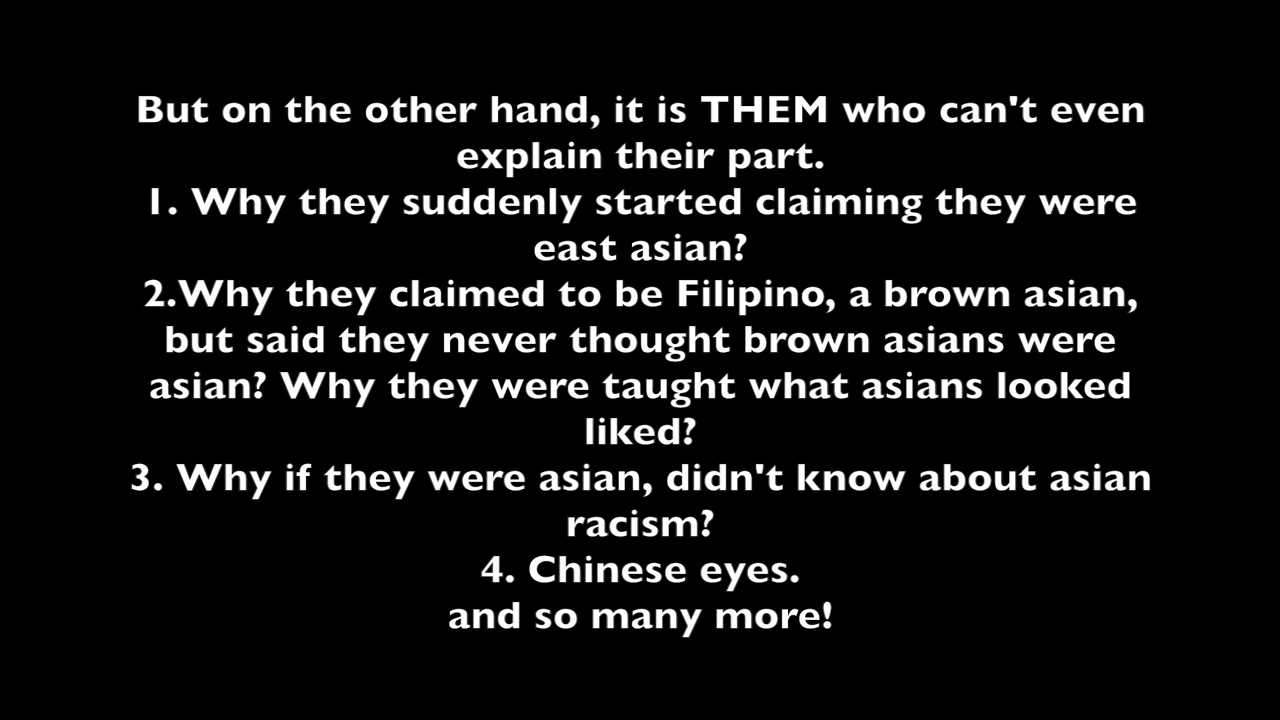 But on the other hand, it is THEM who can't even
explain their part.
1. Why they suddenly started claiming they were
east asian?
2.Why they claimed to be Filipino, a brown asian,
but said they never thought brown asians were
asian? Why they were taught what asians looked
liked?
3. Why if they were asian, didn't know about asian
racism?
4. Chinese eyes.
and so many more!